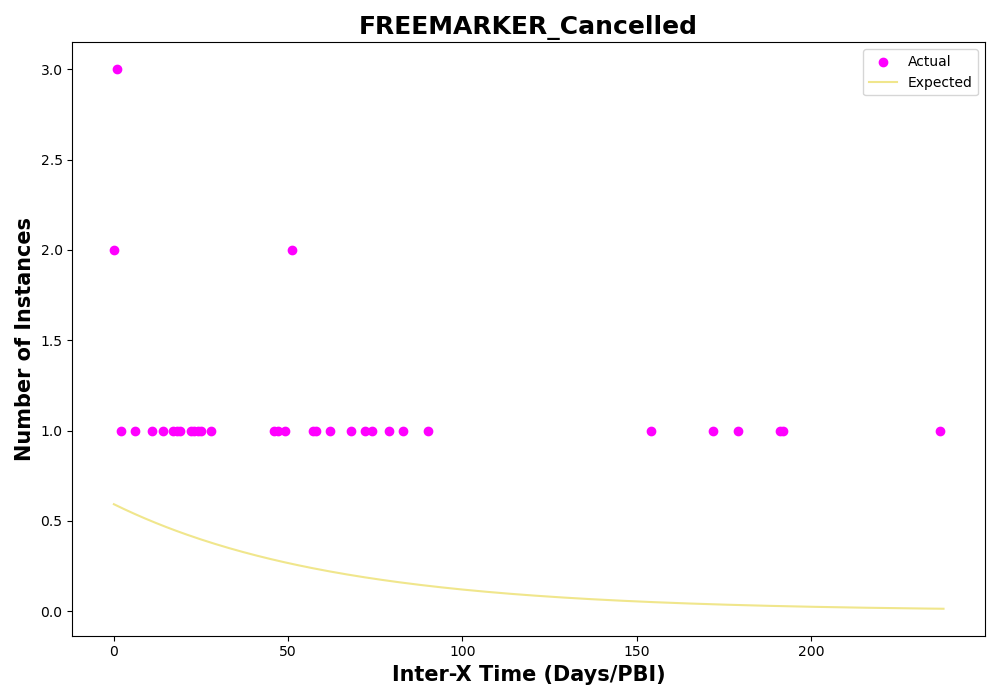 FREEMARKER_Cancelled
Actual
Expected
Number of Instances
3.0
2.5
2.0
1.5
1.0
0.5
0.0
0
50
100
150
200
Inter-X Time (Days/PBI)